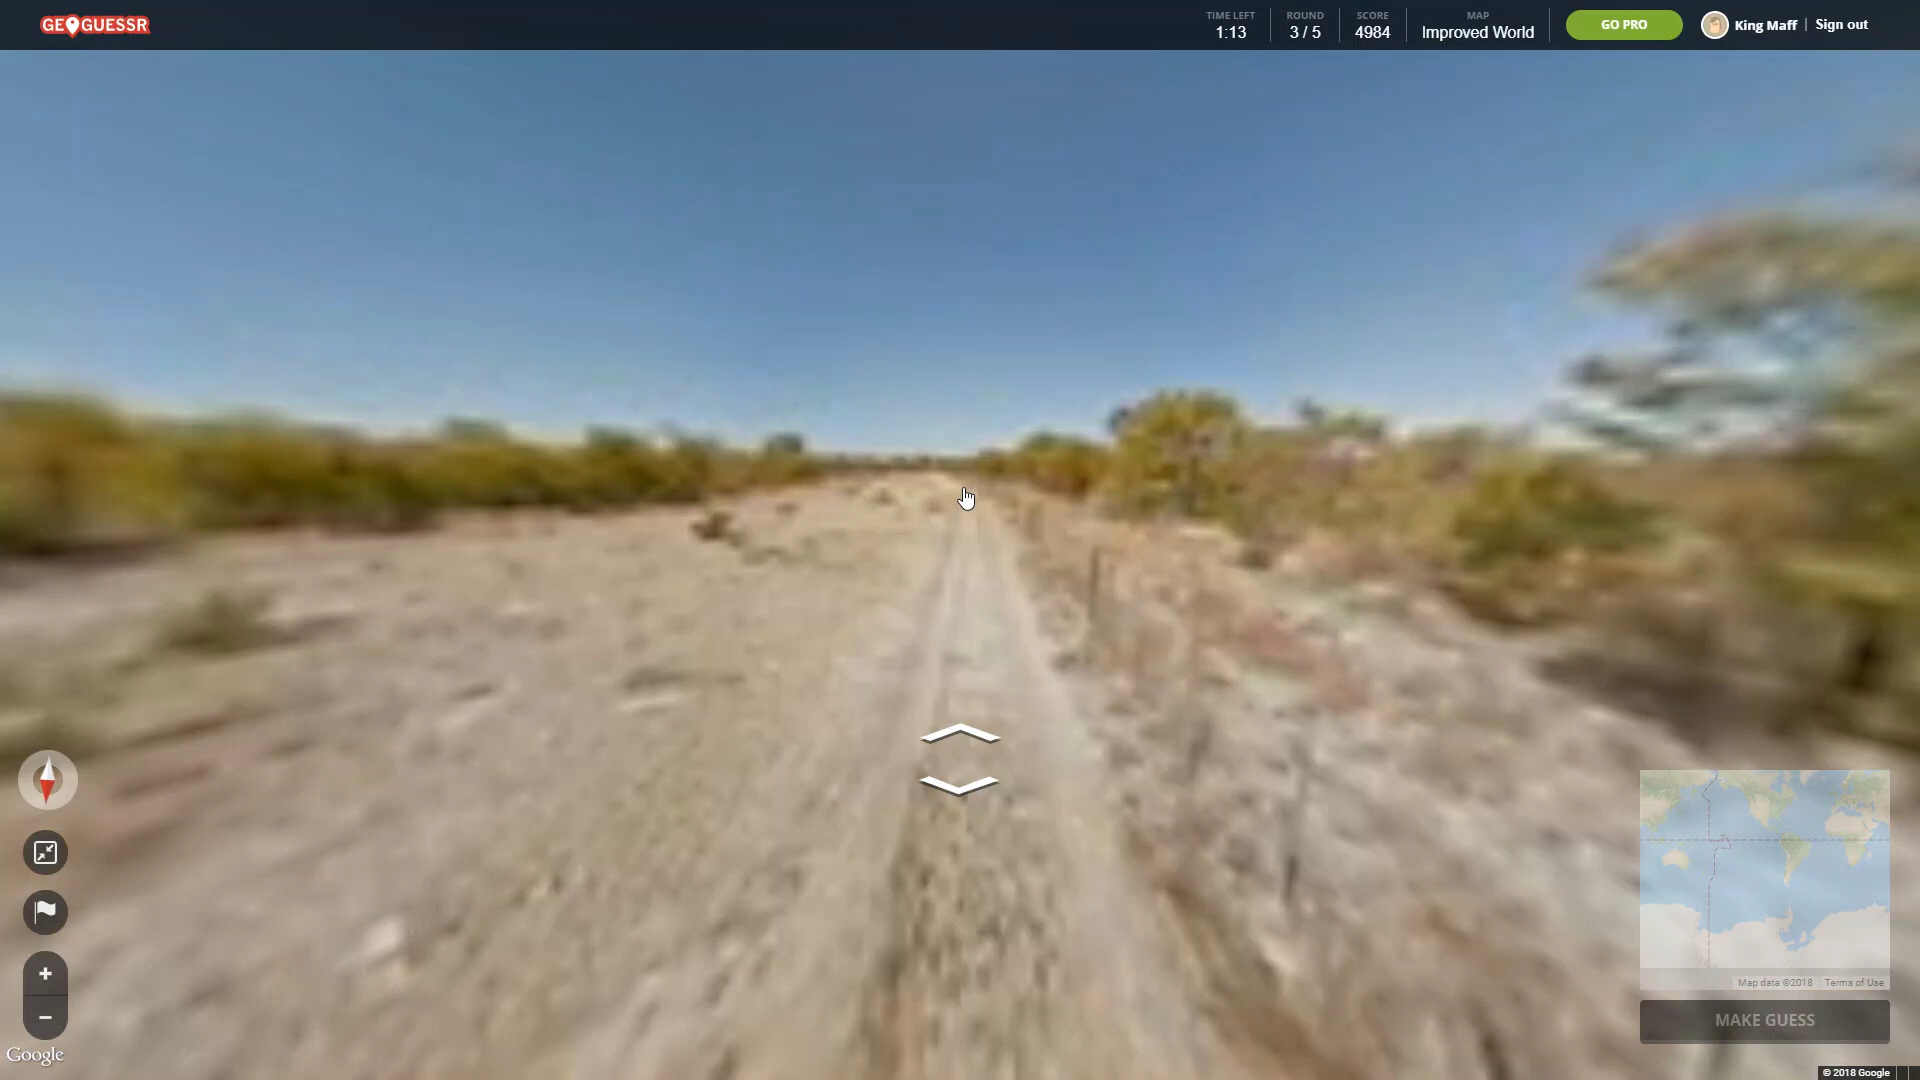 GEOGUESSR
TIME LEFT
1:13
ROUND
3 / 5
SCORE
4984
MAP
Improved World
GO PRO
King Maff
Sign out
Map data ©2018
Terms of Use
MAKE GUESS
Google
© 2018 Google